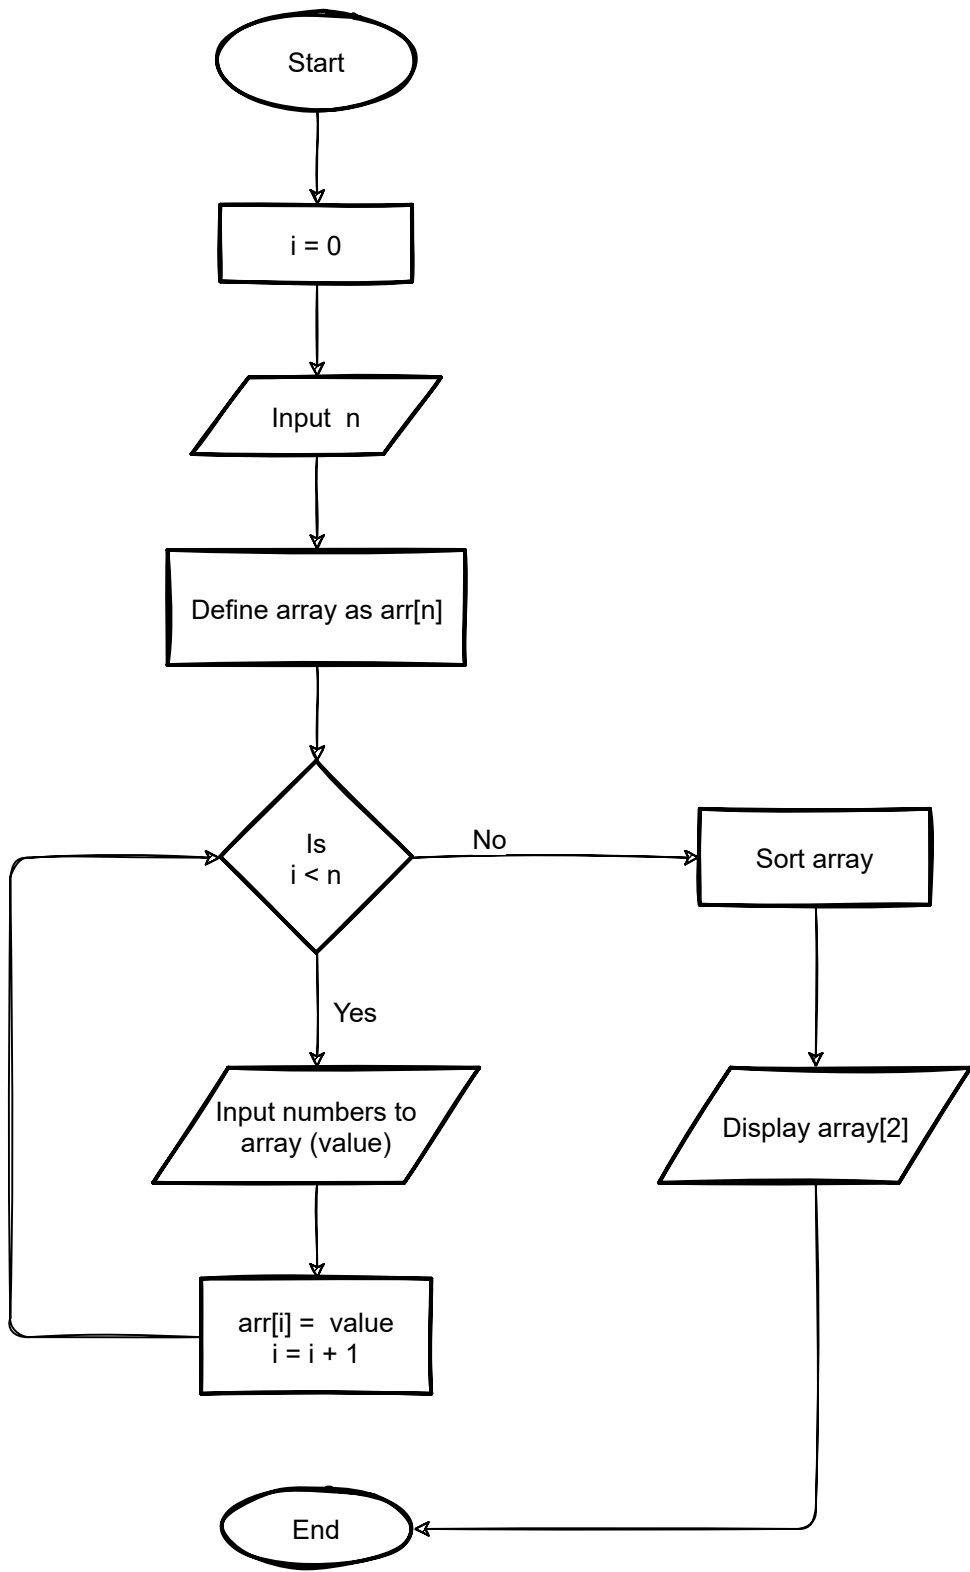 Start
i = 0
Input  n
Define array as arr[n]
Is
i < n
No
Sort array
Yes
Input numbers to
array (value)
Display array[2]
arr[i] =  value
i = i + 1
End